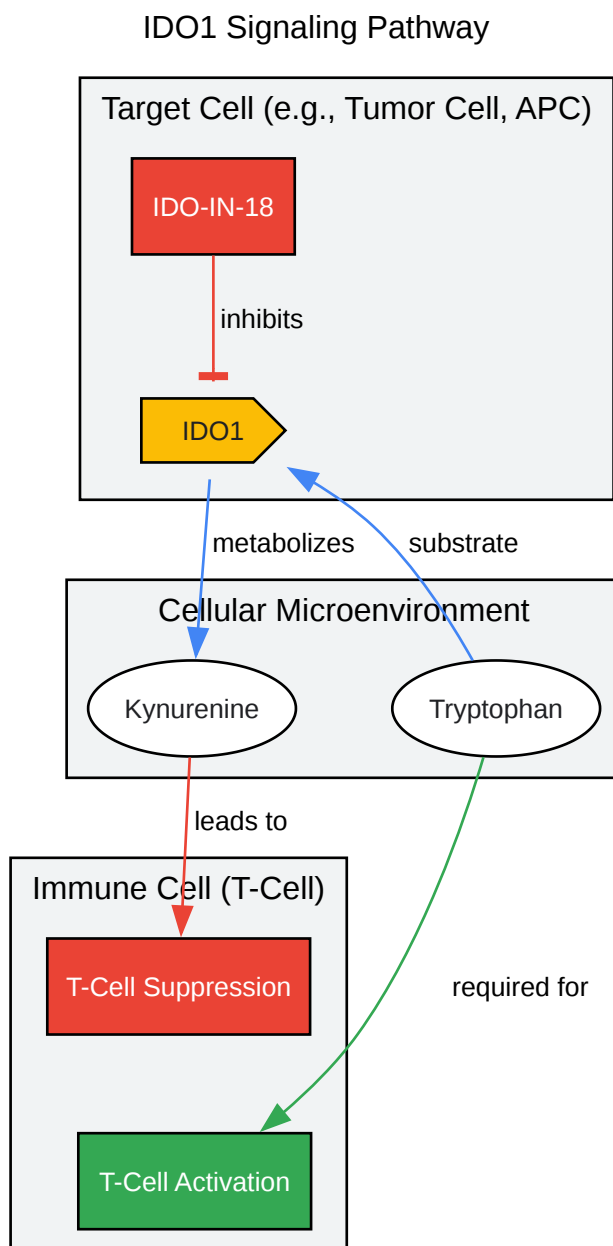 IDO1 Signaling Pathway
Target Cell (e.g., Tumor Cell, APC)
IDO-IN-18
inhibits
IDO1
metabolizes
substrate
Cellular Microenvironment
Kynurenine
Tryptophan
leads to
Immune Cell (T-Cell)
T-Cell Suppression
required for
T-Cell Activation